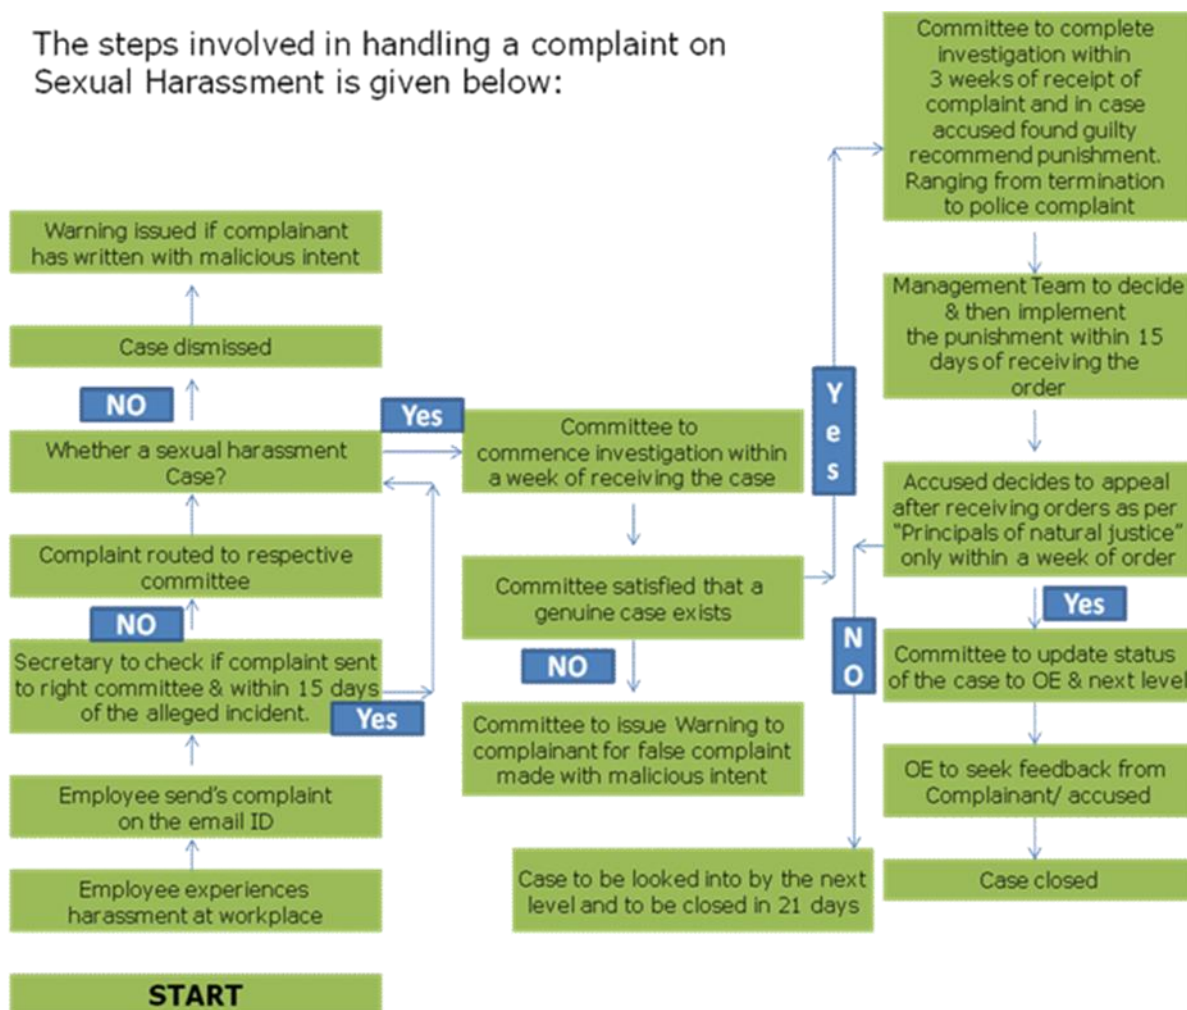 The steps involved in handling a complaint on
Sexual Harassment is given below:
Warning issued if complainant
has written with malicious intent
Case dismissed
NO
Whether a sexual harassment
Case?
Complaint routed to respective
committee
NO
Secretary to check if complaint sent
to right committee & within 15 days
of the alleged incident.
Yes
Employee send's complaint
on the email ID
Employee experiences
harassment at workplace
START
Yes
Committee to
commence investigation within
a week of receiving the case
Committee satisfied that a
genuine case exists
NO
Committee to issue Warning to
complainant for false complaint
made with malicious intent
Yes
Committee to complete
investigation within
3 weeks of receipt of
complaint and in case
accused found guilty
recommend punishment.
Ranging from termination
to police complaint
Management Team to decide
& then implement
the punishment within 15
days of receiving the
order
Accused decides to appeal
after receiving orders as per
"Principals of natural justice"
only within a week of order
NO
Case to be looked into by the next
level and to be closed in 21 days
Yes
Committee to update status
of the case to OE & next level
OE to seek feedback from
Complainant/ accused
Case closed